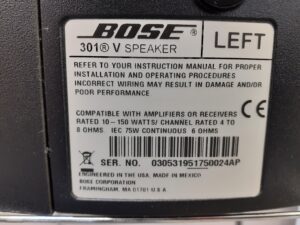 BOSE®
301® V SPEAKER
LEFT
REFER TO YOUR INSTRUCTION MANUAL FOR PROPER
INSTALLATION AND OPERATING PROCEDURES
INCORRECT WIRING MAY RESULT IN DAMAGE AND/OR
POOR PERFORMANCE
COMPATIBLE WITH AMPLIFIERS OR RECEIVERS
RATED 10 - 150 WATTS/ CHANNEL RATED 4 TO
8 OHMS IEC 75W CONTINUOUS 6 OHMS
CE
SER. NO. 030531951750024AP
ENGINEERED IN THE USA. MADE IN MEXICO
BOSE CORPORATION
FRAMINGHAM, MA 01701 U S A